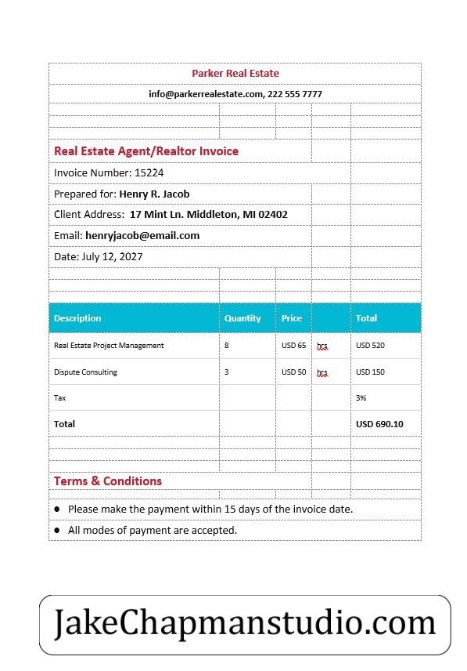 Parker Real Estate
info@parkerrealestate.com, 222 555 7777
Real Estate Agent/Realtor Invoice
Invoice Number: 15224
Prepared for: Henry R. Jacob
Client Address: 17 Mint Ln. Middleton, MI 02402
Email: henryjacob@email.com
Date: July 12, 2027
Description Quantity Price Total
Real Estate Project Management 8 USD 65 hrs USD 520
Dispute Consulting 3 USD 50 hrs USD 150
Tax 3%
Total USD 690.10
Terms & Conditions
• Please make the payment within 15 days of the invoice date.
• All modes of payment are accepted.
JakeChapmanstudio.com